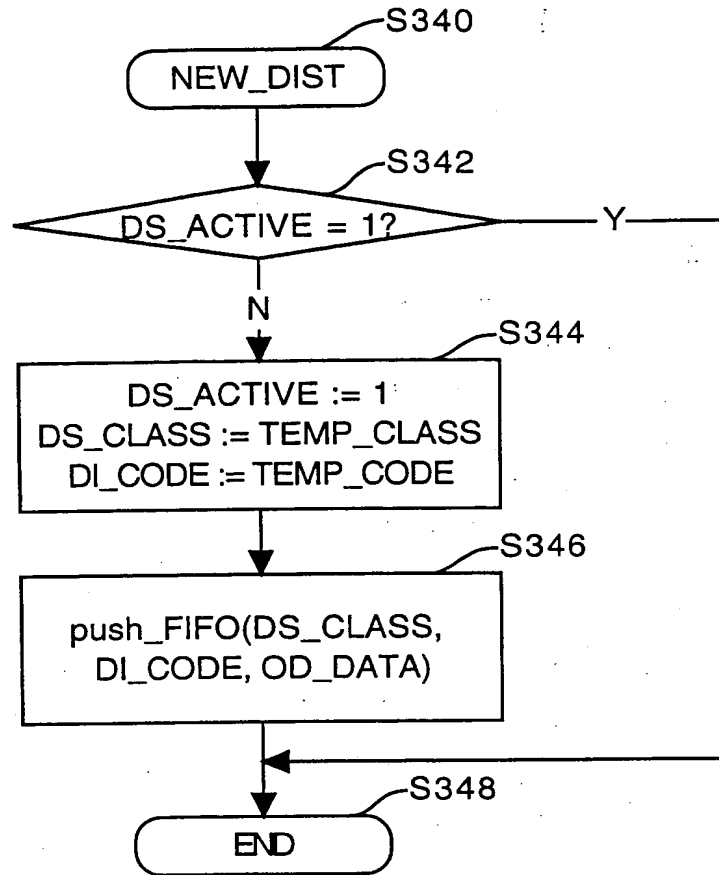 S340
NEW_DIST
S342
DS_ACTIVE = 1?
Y
N
S344
DS_ACTIVE := 1
DS_CLASS := TEMP_CLASS
DI_CODE := TEMP_CODE
S346
push_FIFO(DS_CLASS,
DI_CODE, OD_DATA)
S348
END